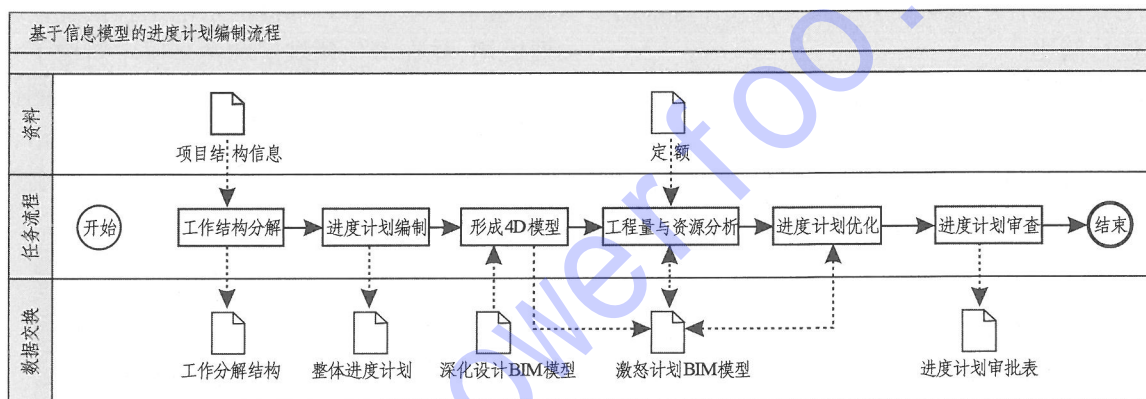 基于信息模型的进度计划编制流程
资料
项目结构信息
定额
任务流程
开始
工作结构分解
进度计划编制
形成4D模型
工程量与资源分析
进度计划优化
进度计划审查
结束
数据交换
工作分解结构
整体进度计划
深化设计BIM模型
激怒计划BIM模型
进度计划审批表
owerfoo.